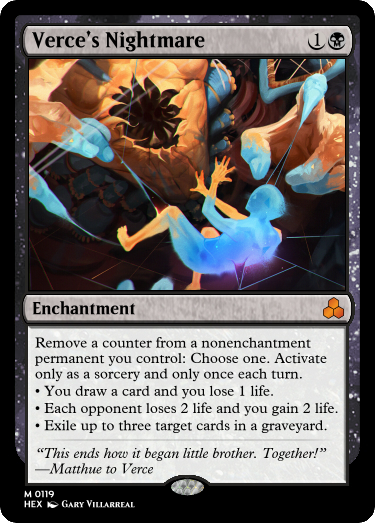 Verce's Nightmare 1
Enchantment
Remove a counter from a nonenchantment
permanent you control: Choose one. Activate
only as a sorcery and only once each turn.
• You draw a card and you lose 1 life.
• Each opponent loses 2 life and you gain 2 life.
• Exile up to three target cards in a graveyard.
“This ends how it began little brother. Together!”
—Matthue to Verce
M 0119
HEX Gary Villarreal